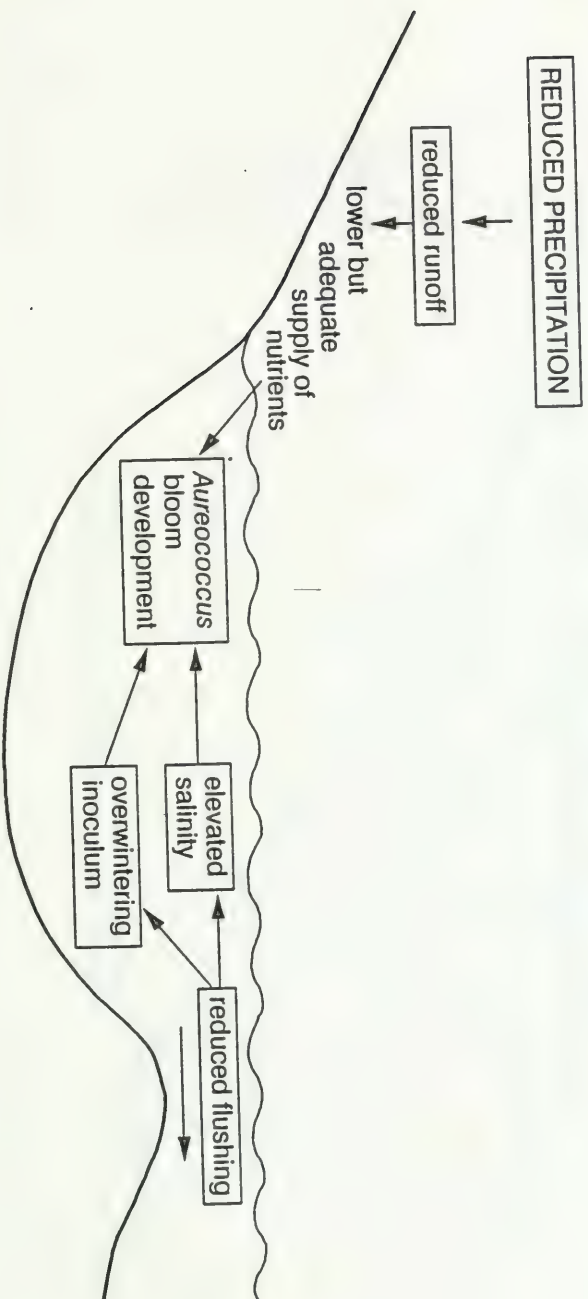 REDUCED PRECIPITATION
reduced runoff
lower but
adequate
supply of
nutrients
Aureococcus
bloom
development
elevated
salinity
overwintering
inoculum
reduced flushing